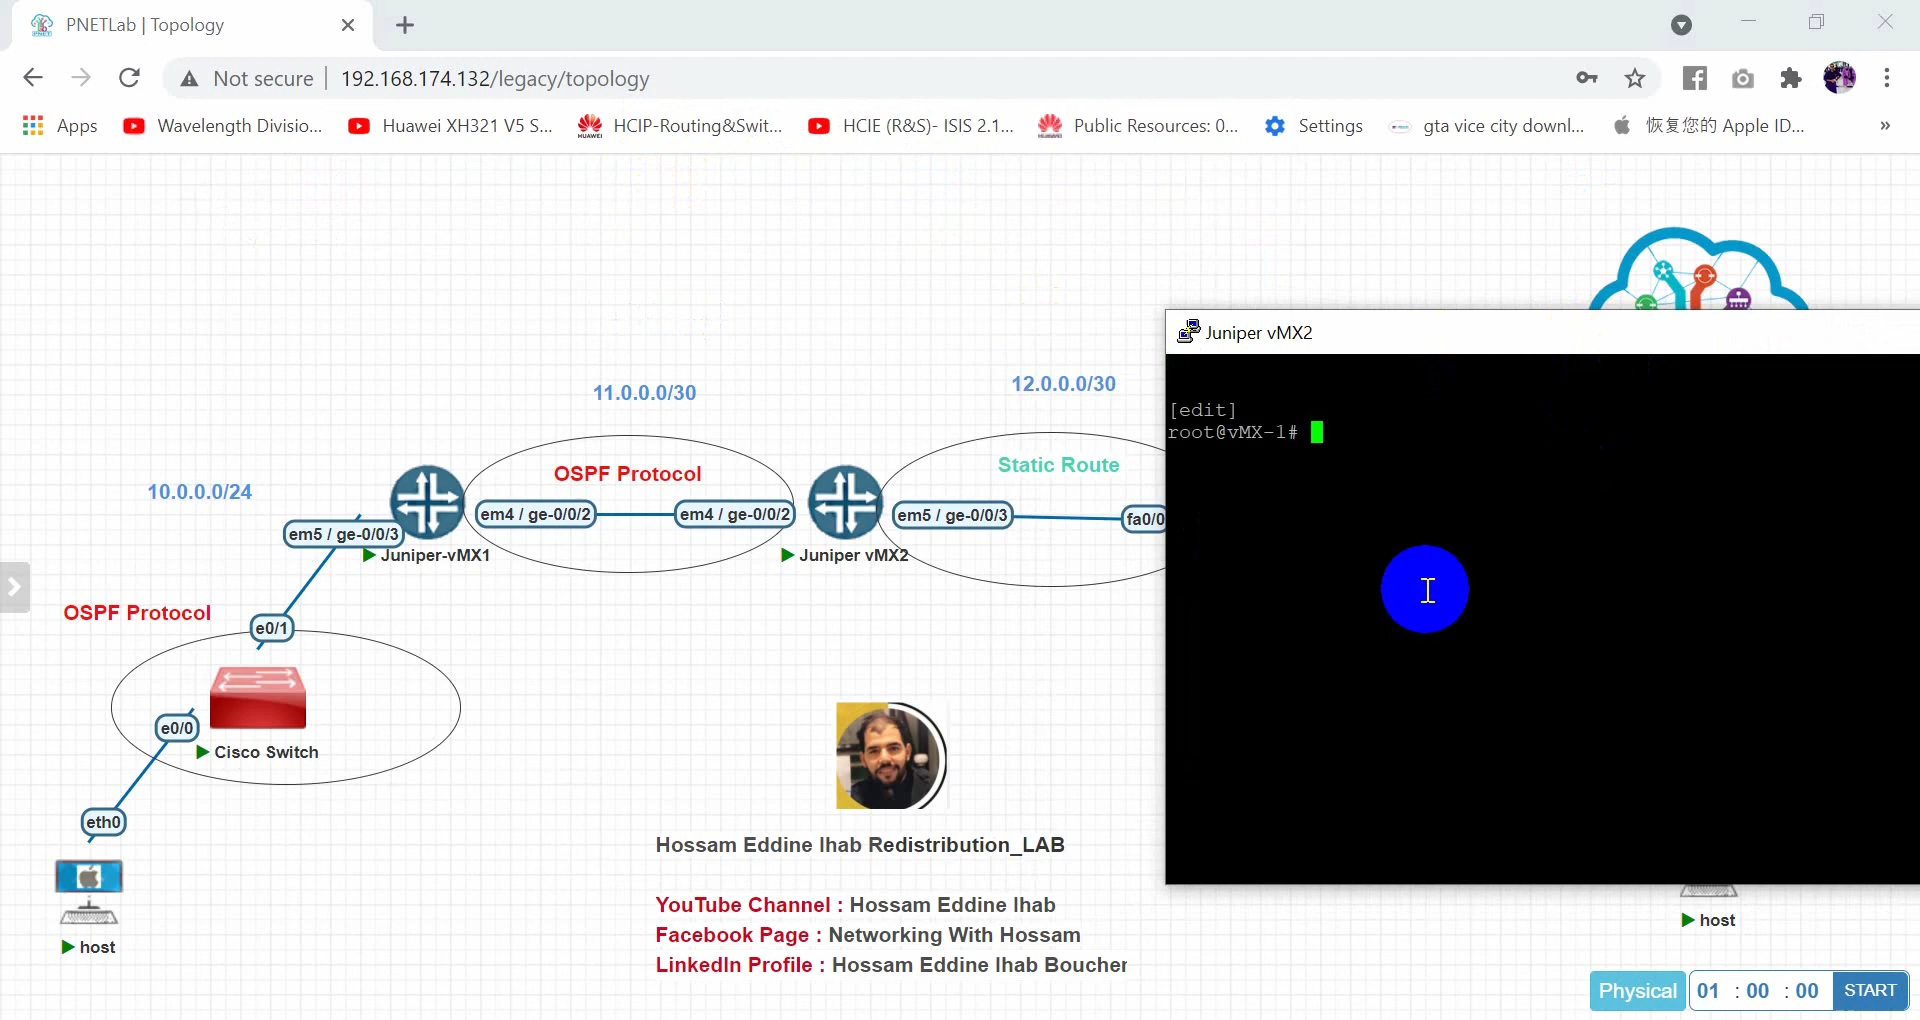 PNETLab | Topology
Not secure
192.168.174.132/legacy/topology
Apps
Wavelength Divisio...
Huawei XH321 V5 S...
HUAWEI
HCIP-Routing&Swit...
HCIE (R&S)- ISIS 2.1...
Public Resources: 0...
Settings
gta vice city downl...
恢复您的 Apple ID...
»
Juniper vMX2
[edit]
root@vMX-1#
11.0.0.0/30
12.0.0.0/30
10.0.0.0/24
OSPF Protocol
Static Route
em5 / ge-0/0/3
em4 / ge-0/0/2
em4 / ge-0/0/2
em5 / ge-0/0/3
fa0/0
Juniper-vMX1
Juniper vMX2
OSPF Protocol
e0/1
e0/0
Cisco Switch
eth0
host
Hossam Eddine Ihab Redistribution_LAB
YouTube Channel : Hossam Eddine Ihab
Facebook Page : Networking With Hossam
LinkedIn Profile : Hossam Eddine Ihab Boucher
host
Physical
01 : 00 : 00
START